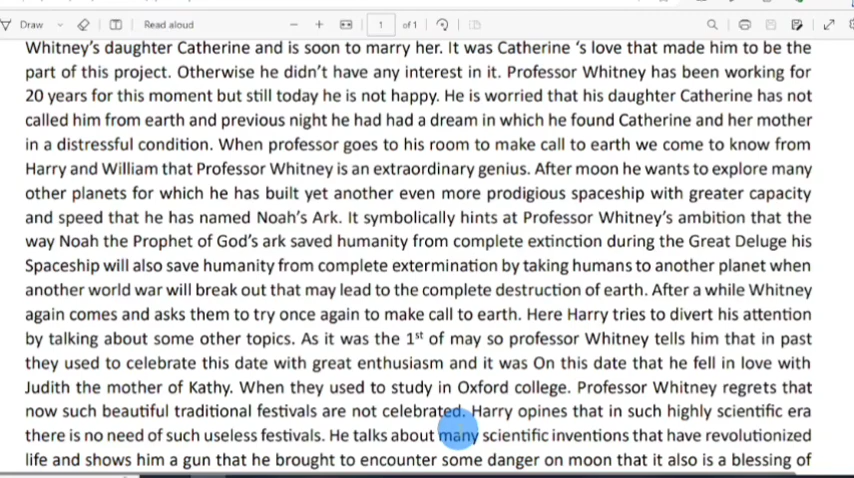 Draw
Read aloud
1
of 1
Whitney's daughter Catherine and is soon to marry her. It was Catherine 's love that made him to be the
part of this project. Otherwise he didn't have any interest in it. Professor Whitney has been working for
20 years for this moment but still today he is not happy. He is worried that his daughter Catherine has not
called him from earth and previous night he had had a dream in which he found Catherine and her mother
in a distressful condition. When professor goes to his room to make call to earth we come to know from
Harry and William that Professor Whitney is an extraordinary genius. After moon he wants to explore many
other planets for which he has built yet another even more prodigious spaceship with greater capacity
and speed that he has named Noah's Ark. It symbolically hints at Professor Whitney's ambition that the
way Noah the Prophet of God's ark saved humanity from complete extinction during the Great Deluge his
Spaceship will also save humanity from complete extermination by taking humans to another planet when
another world war will break out that may lead to the complete destruction of earth. After a while Whitney
again comes and asks them to try once again to make call to earth. Here Harry tries to divert his attention
by talking about some other topics. As it was the 1st of may so professor Whitney tells him that in past
they used to celebrate this date with great enthusiasm and it was On this date that he fell in love with
Judith the mother of Kathy. When they used to study in Oxford college. Professor Whitney regrets that
now such beautiful traditional festivals are not celebrated. Harry opines that in such highly scientific era
there is no need of such useless festivals. He talks about many scientific inventions that have revolutionized
life and shows him a gun that he brought to encounter some danger on moon that it also is a blessing of